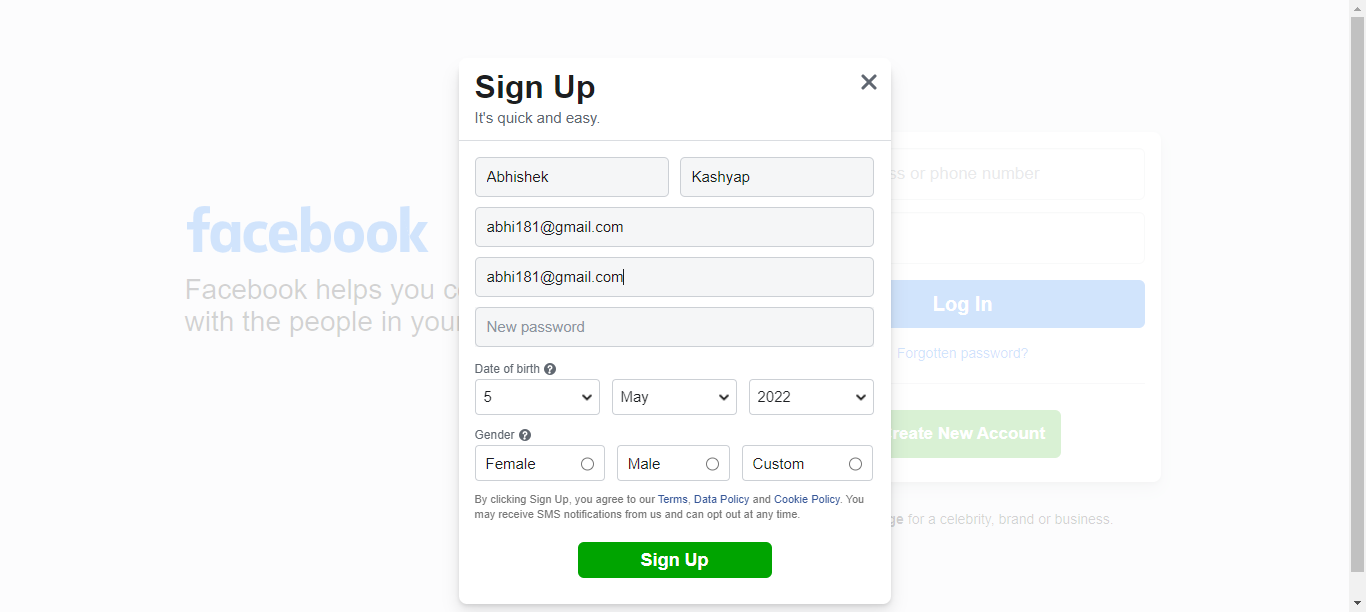 Sign Up
It's quick and easy.
Abhishek Kashyap
abhi181@gmail.com
abhi181@gmail.com
New password
Date of birth ?
5 May 2022
Gender ?
Female Male Custom
By clicking Sign Up, you agree to our Terms, Data Policy and Cookie Policy. You
may receive SMS notifications from us and can opt out at any time.
Sign Up
facebook
Facebook helps you
with the people in your
or phone number
Log In
Forgotten password?
New Account
for a celebrity, brand or business.